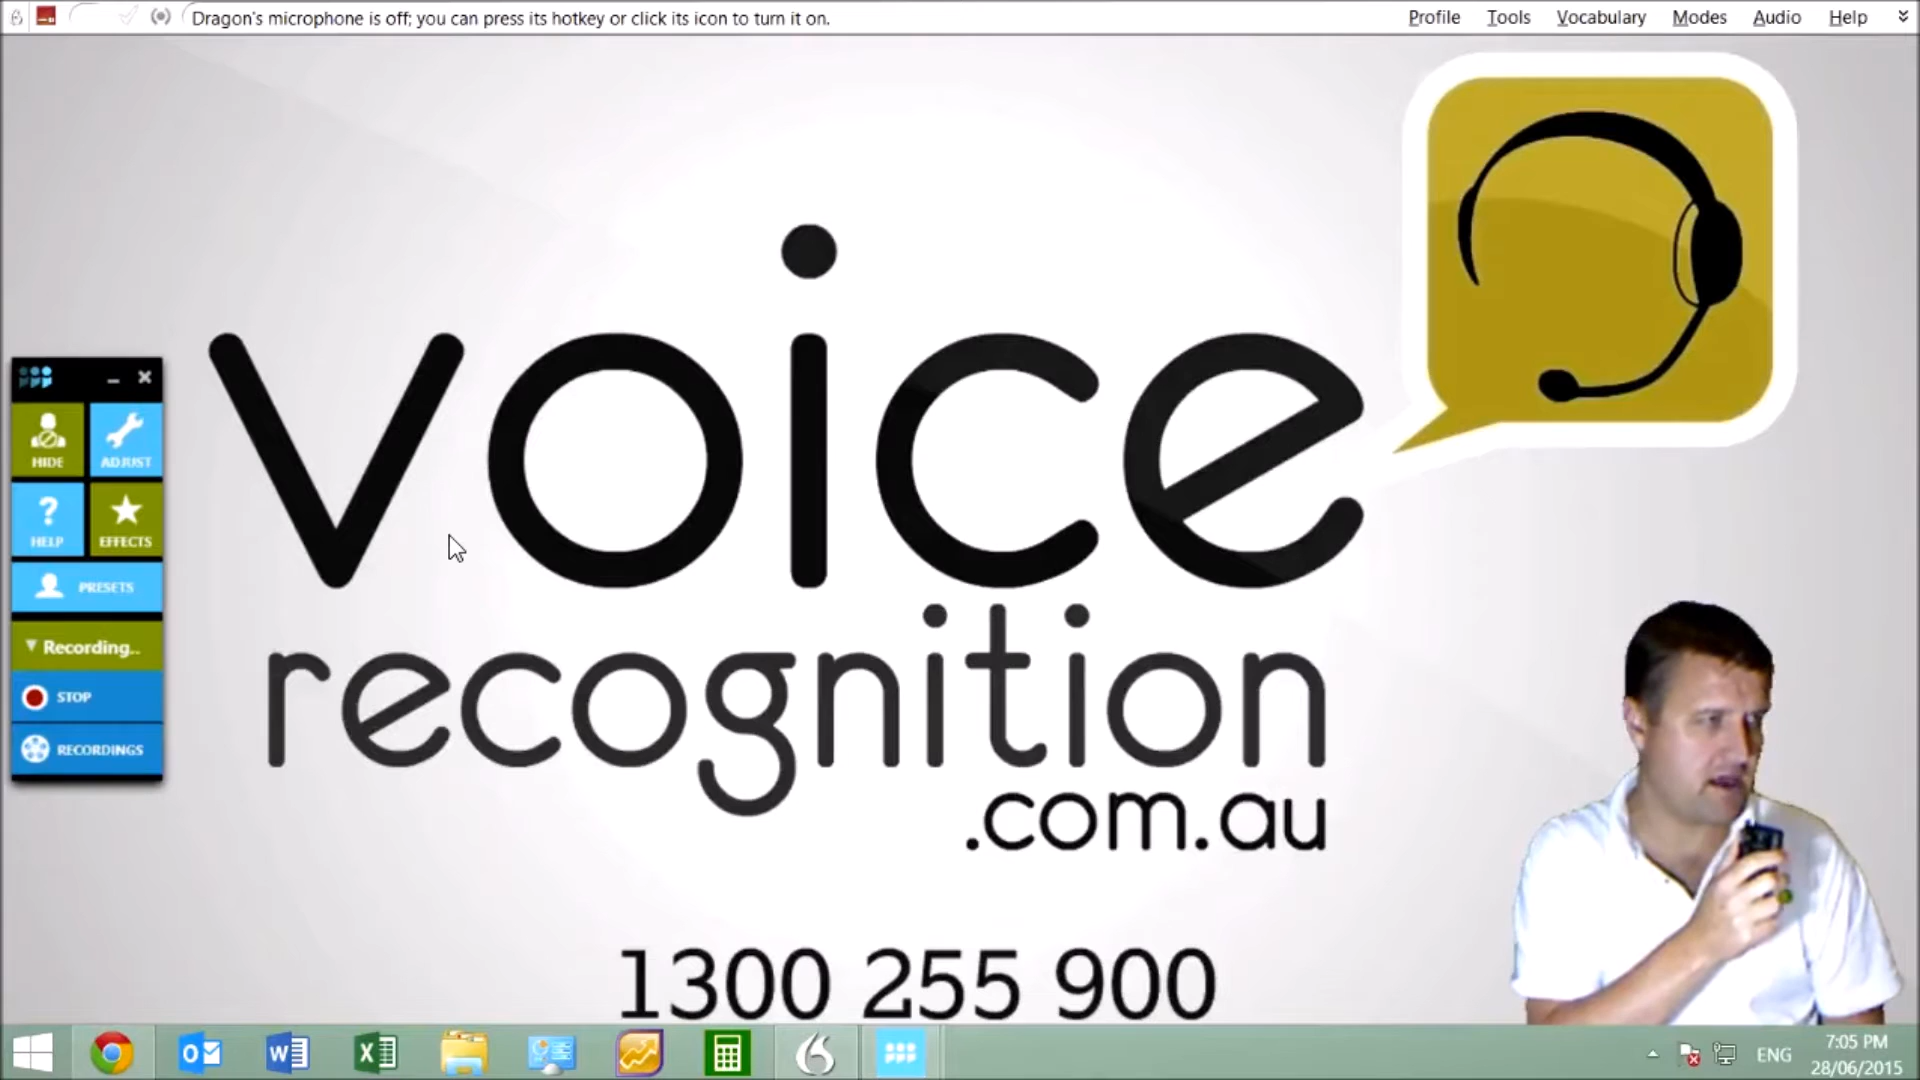 Dragon's microphone is off; you can press its hotkey or click its icon to turn it on.
Profile Tools Vocabulary Modes Audio Help
voice
recognition
.com.au
1300 255 900
HIDE ADJUST
HELP EFFECTS
PRESETS
Recording..
STOP
RECORDINGS
ENG
7:05 PM
28/06/2015